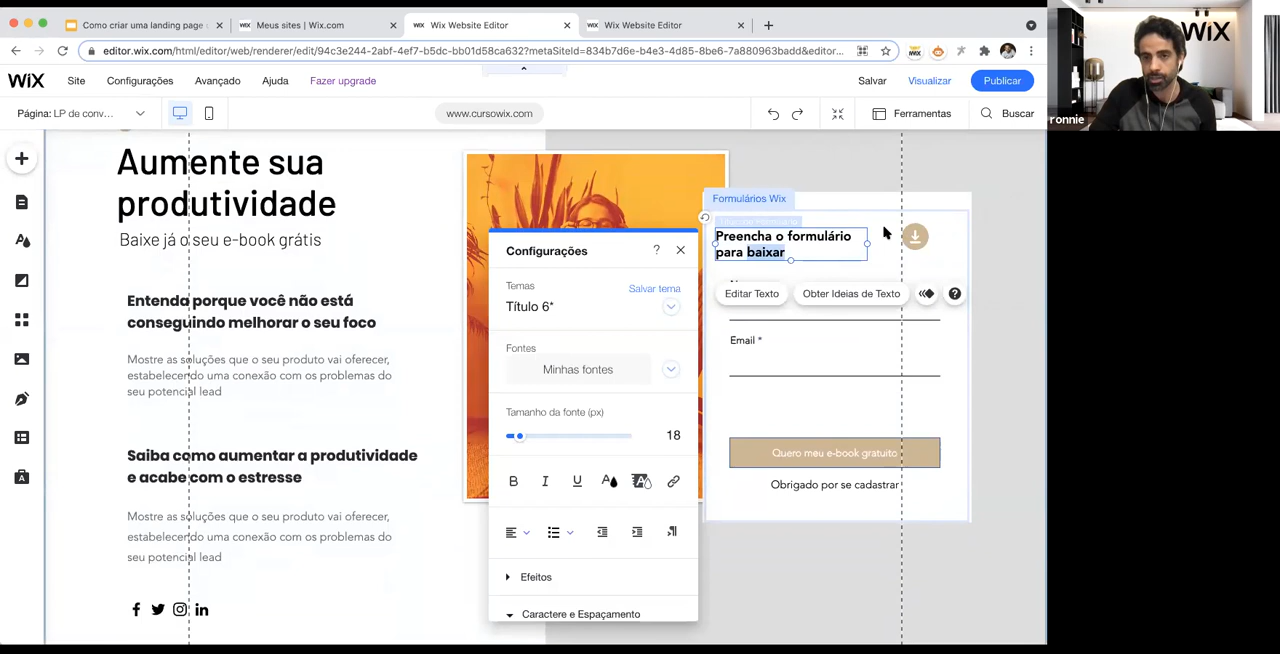 Como criar uma landing page
Meus sites | Wix.com
Wix Website Editor
Wix Website Editor
editor.wix.com/html/editor/web/renderer/edit/94c3e244-2abf-4ef7-b5dc-bb01d58ca632?metaSiteId=834b7d6e-b4e3-4d85-8be6-7a880963badd&editor...
WiX
Site
Configurações
Avançado
Ajuda
Fazer upgrade
Salvar
Visualizar
Publicar
Página: LP de conv...
www.cursowix.com
Ferramentas
Buscar
WiX
ronnie
Aumente sua
produtividade
Baixe já o seu e-book grátis
Entenda porque você não está
conseguindo melhorar o seu foco
Mostre as soluções que o seu produto vai oferecer,
estabelecendo uma conexão com os problemas do
seu potencial lead
Saiba como aumentar a produtividade
e acabe com o estresse
Mostre as soluções que o seu produto vai oferecer,
estabelecendo uma conexão com os problemas do
seu potencial lead
Configurações
?
Temas
Salvar tema
Título 6*
Fontes
Minhas fontes
Tamanho da fonte (px)
18
B I U
Efeitos
Caractere e Espaçamento
Formulários Wix
Preencha o formulário
para baixar
Editar Texto
Obter Ideias de Texto
Email *
Quero meu e-book gratuito
Obrigado por se cadastrar